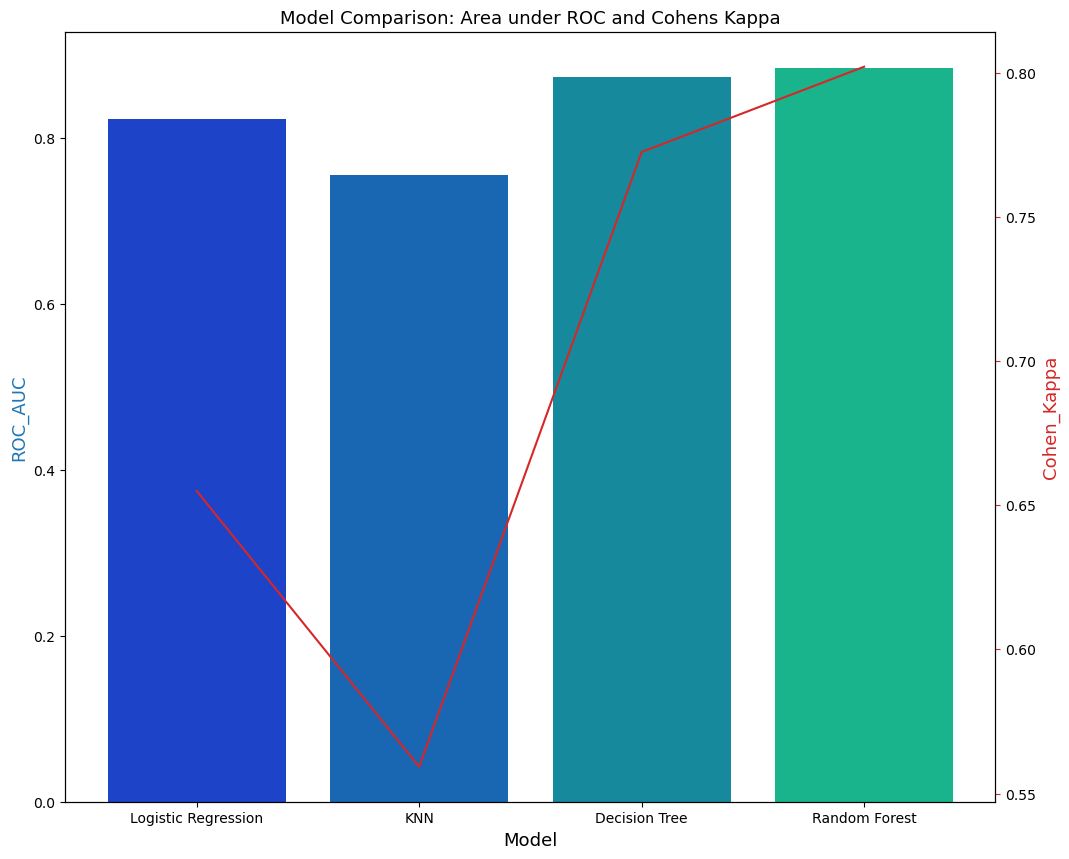 Model Comparison: Area under ROC and Cohens Kappa
0.8
0.6
0.4
0.2
0.0
ROC_AUC
0.80
0.75
0.70
0.65
0.60
0.55
Cohen_Kappa
Logistic Regression KNN Decision Tree Random Forest
Model